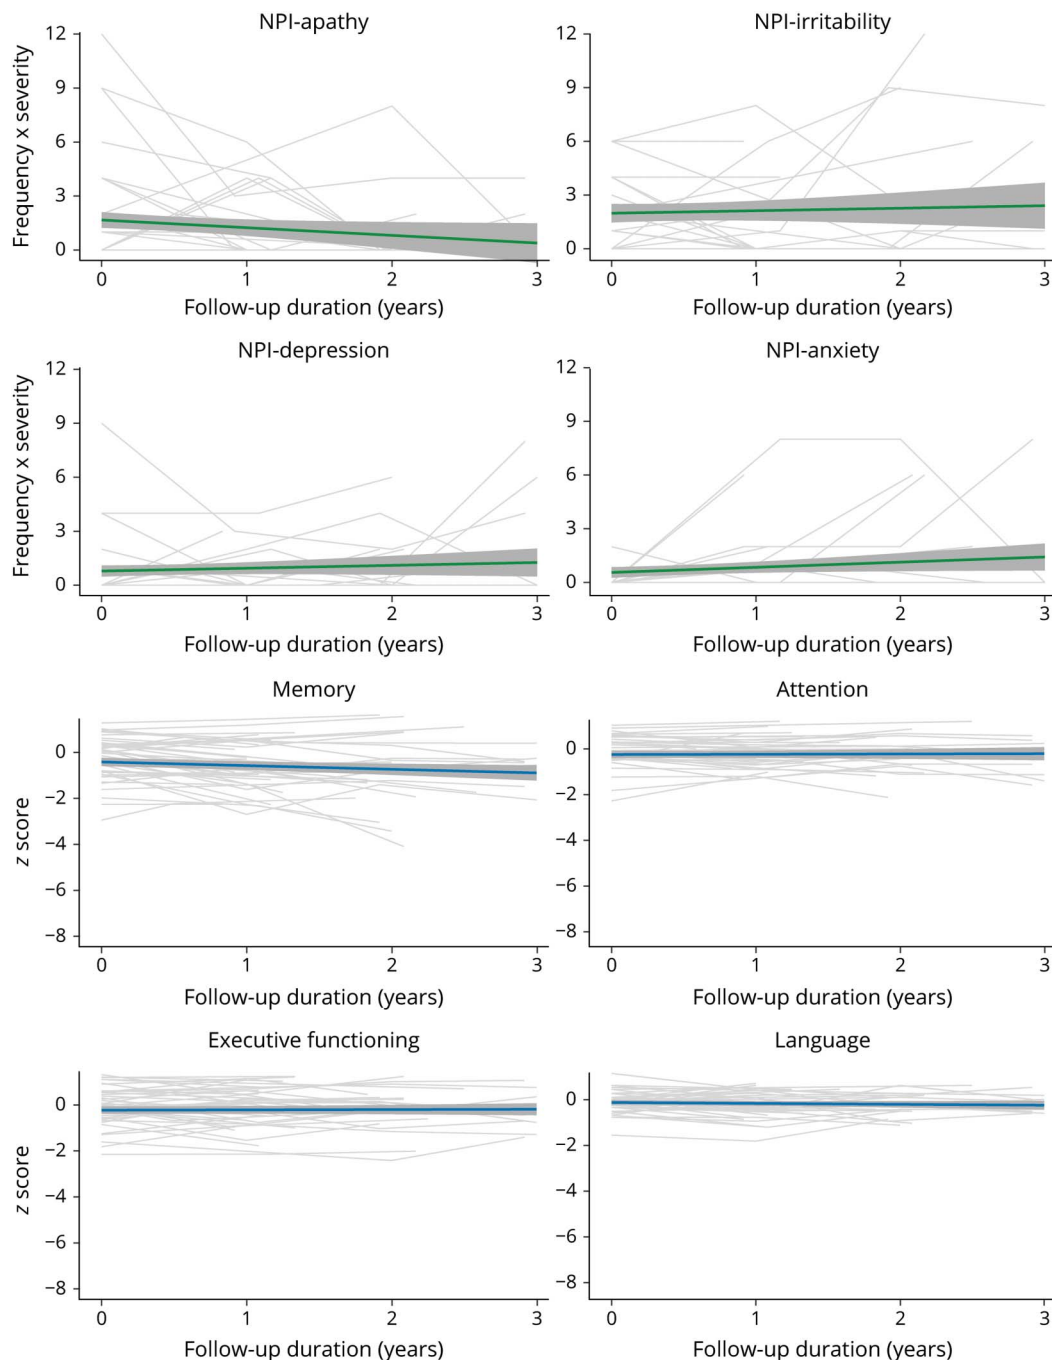 NPI-apathy
NPI-irritability
Frequency x severity
12
9
6
3
0
0 1 2 3
Follow-up duration (years)
12
9
6
3
0
0 1 2 3
Follow-up duration (years)
NPI-depression
NPI-anxiety
Frequency x severity
12
9
6
3
0
0 1 2 3
Follow-up duration (years)
12
9
6
3
0
0 1 2 3
Follow-up duration (years)
Memory
Attention
z score
0
−2
−4
−6
−8
0 1 2 3
Follow-up duration (years)
0
−2
−4
−6
−8
0 1 2 3
Follow-up duration (years)
Executive functioning
Language
z score
0
−2
−4
−6
−8
0 1 2 3
Follow-up duration (years)
0
−2
−4
−6
−8
0 1 2 3
Follow-up duration (years)